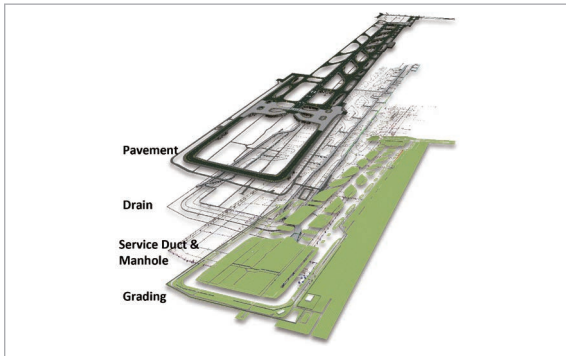 Pavement
Drain
Service Duct &
Manhole
Grading